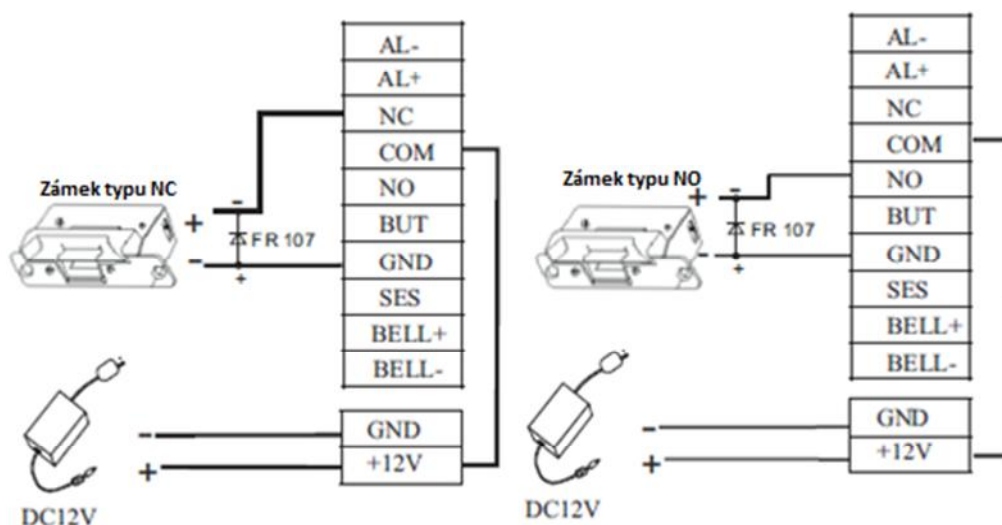 AL-
AL+
NC
COM
NO
BUT
GND
SES
BELL+
BELL-
GND
+12V
Zámek typu NC
-
+
FR 107
-
+
-
+
DC12V
AL-
AL+
NC
COM
NO
BUT
GND
SES
BELL+
BELL-
GND
+12V
Zámek typu NO
-
+
FR 107
-
+
-
+
DC12V